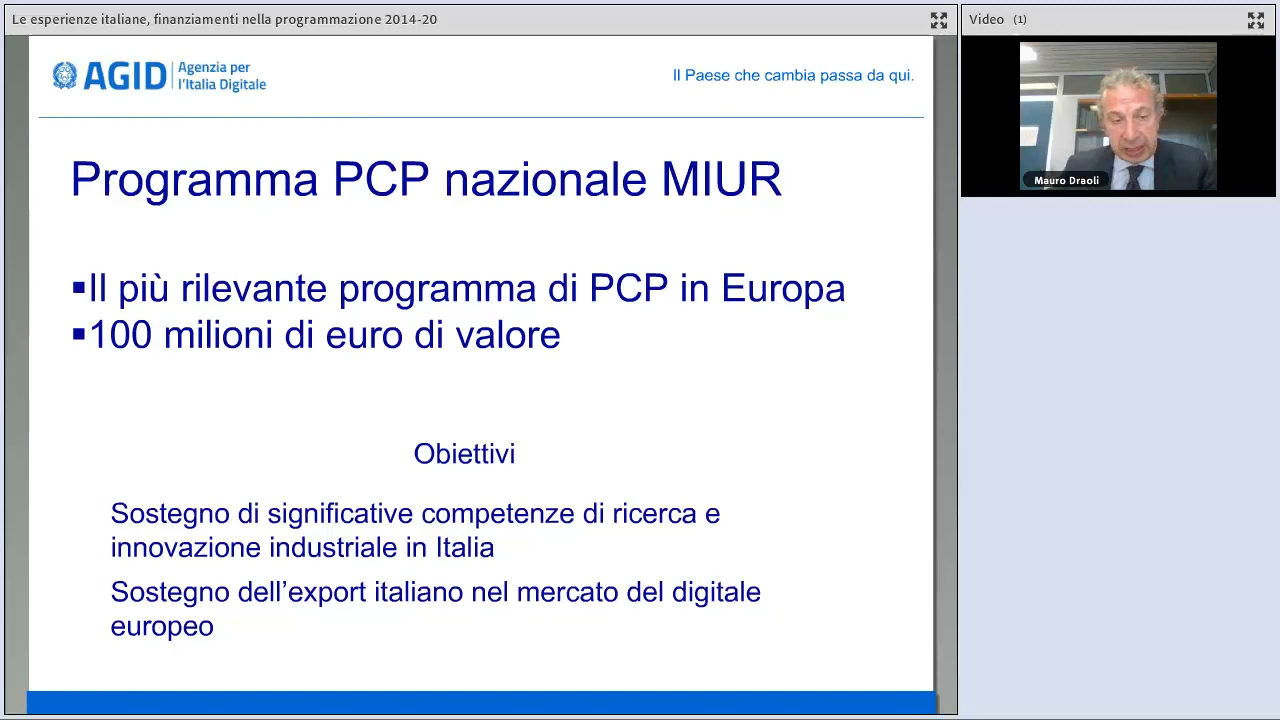 Le esperienze italiane, finanziamenti nella programmazione 2014-20
Video (1)
AGID
Agenzia per
l'Italia Digitale
Il Paese che cambia passa da qui.
Mauro Draoli
Programma PCP nazionale MIUR
▪Il più rilevante programma di PCP in Europa
▪100 milioni di euro di valore
Obiettivi
Sostegno di significative competenze di ricerca e
innovazione industriale in Italia
Sostegno dell’export italiano nel mercato del digitale
europeo